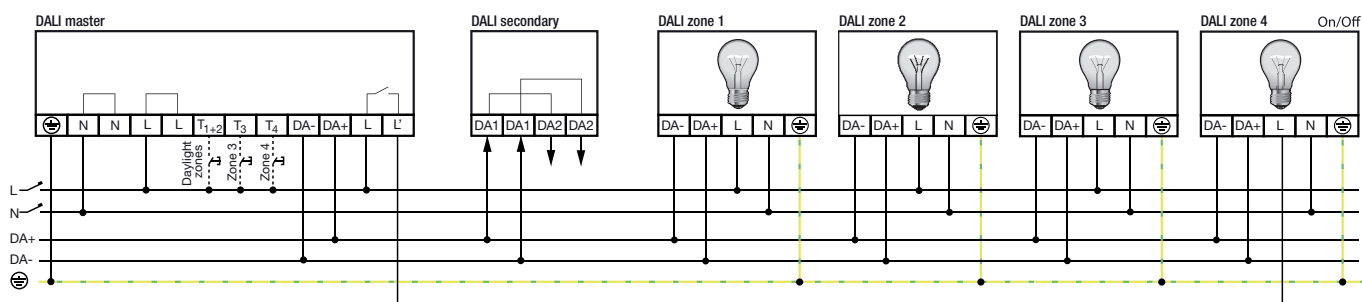 DALI master
DALI secondary
DALI zone 1
DALI zone 2
DALI zone 3
DALI zone 4 On/Off
N N L L T1+2 T3 T4 DA- DA+ L L'
DA1 DA1 DA2 DA2
DA- DA+ L N
DA- DA+ L N
DA- DA+ L N
DA- DA+ L N
Daylight
zones
Zone 3
Zone 4
L
N
DA+
DA-